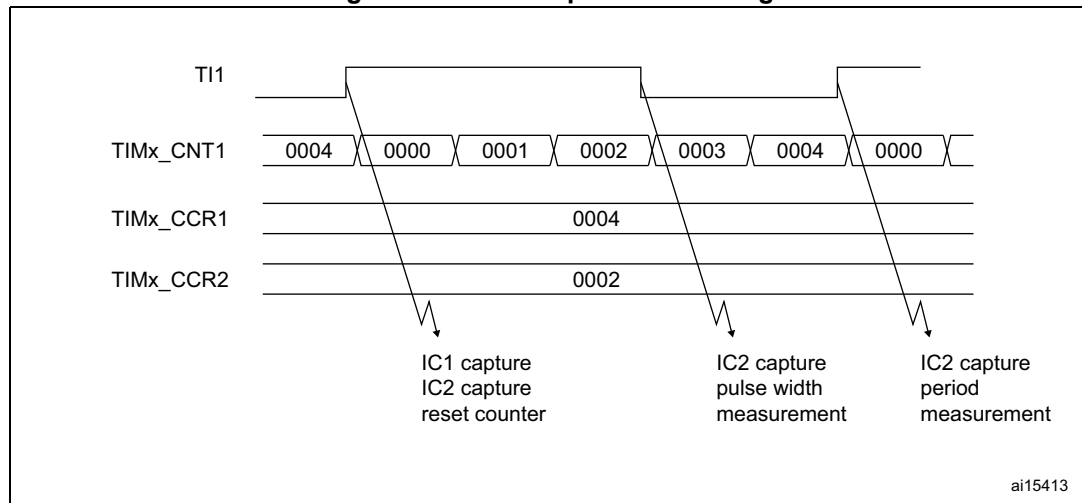 TI1
TIMx_CNT1 0004 0000 0001 0002 0003 0004 0000
TIMx_CCR1 0004
TIMx_CCR2 0002
IC1 capture
IC2 capture
reset counter
IC2 capture
pulse width
measurement
IC2 capture
period
measurement
ai15413